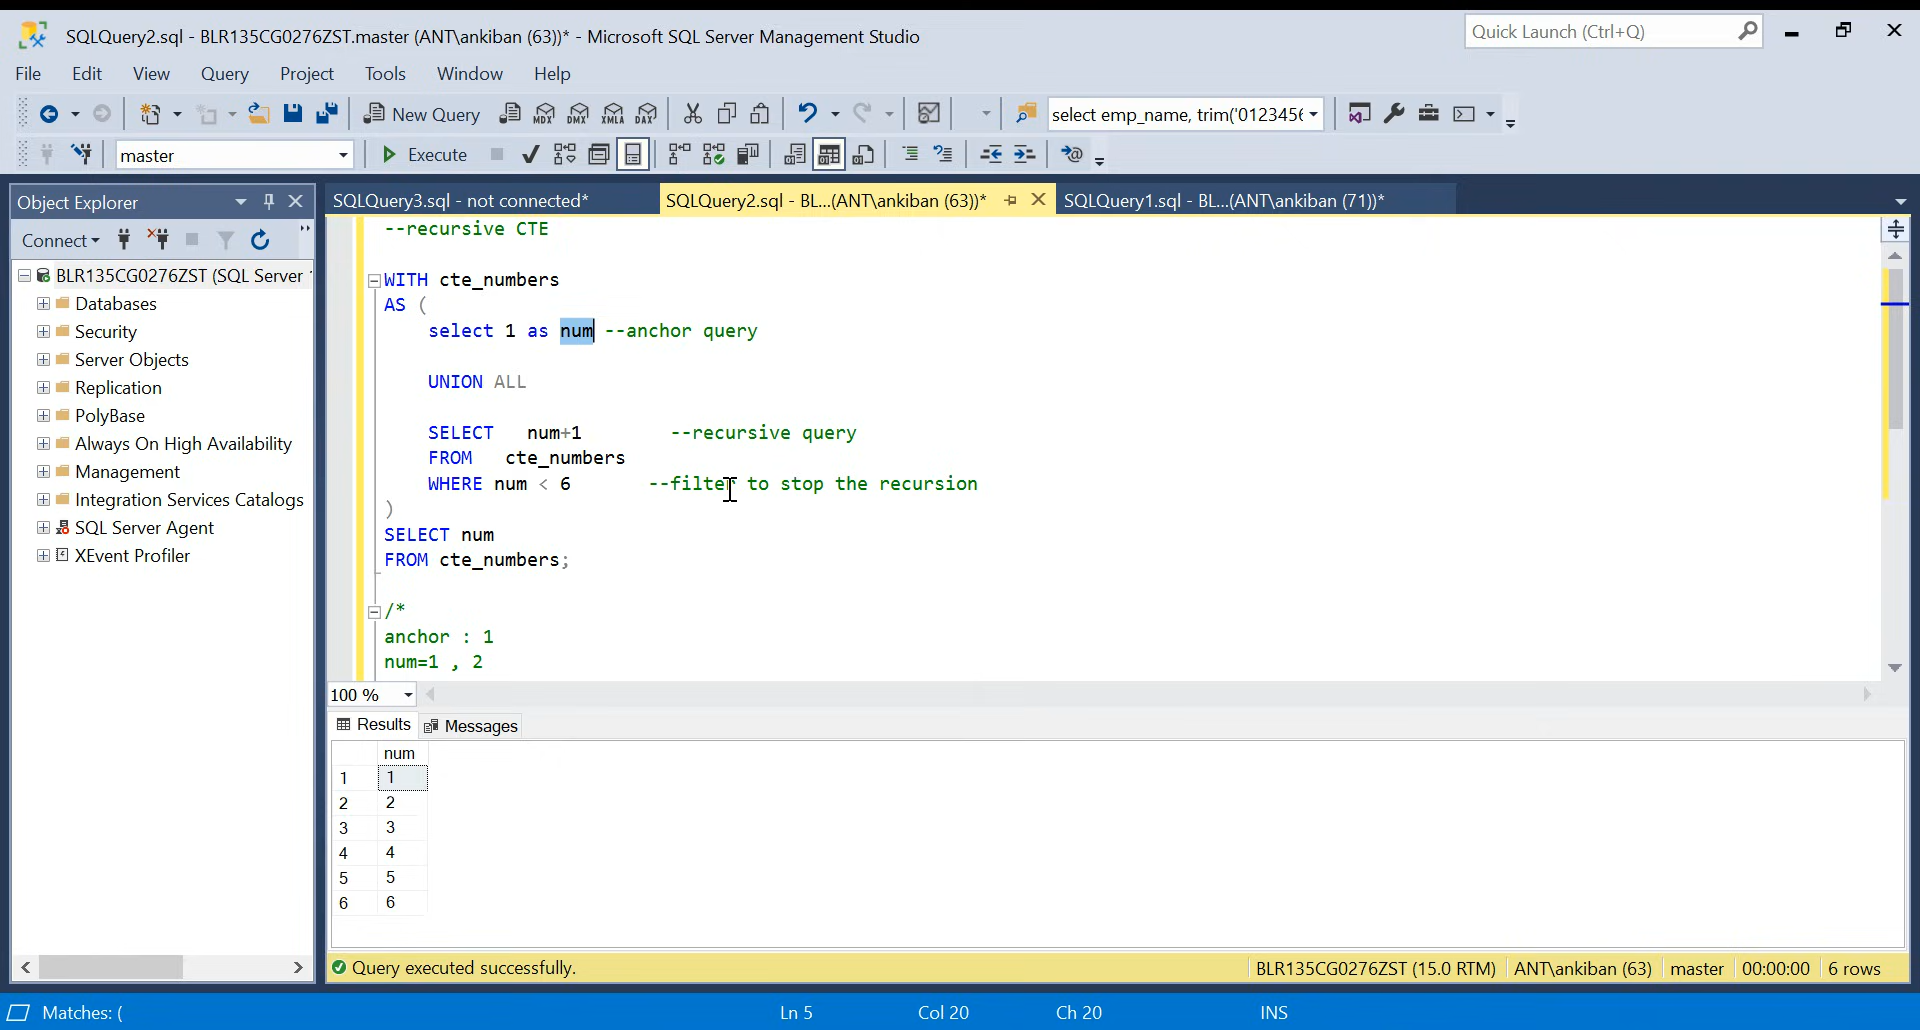 SQLQuery2.sql - BLR135CG0276ZST.master (ANT\ankiban (63))* - Microsoft SQL Server Management Studio
Quick Launch (Ctrl+Q)
File Edit View Query Project Tools Window Help
New Query MDX DMX XMLA DAX select emp_name, trim('012345
master Execute
Object Explorer
SQLQuery3.sql - not connected* SQLQuery2.sql - BL...(ANT\ankiban (63))* SQLQuery1.sql - BL...(ANT\ankiban (71))*
Connect
BLR135CG0276ZST (SQL Server
Databases
Security
Server Objects
Replication
PolyBase
Always On High Availability
Management
Integration Services Catalogs
SQL Server Agent
XEvent Profiler
--recursive CTE
WITH cte_numbers
AS (
select 1 as num --anchor query
UNION ALL
SELECT num+1 --recursive query
FROM cte_numbers
WHERE num < 6 --filter to stop the recursion
)
SELECT num
FROM cte_numbers;
/*
anchor : 1
num=1 , 2
100 %
Results Messages
num
1 1
2 2
3 3
4 4
5 5
6 6
Query executed successfully. BLR135CG0276ZST (15.0 RTM) ANT\ankiban (63) master 00:00:00 6 rows
Matches: ( Ln 5 Col 20 Ch 20 INS